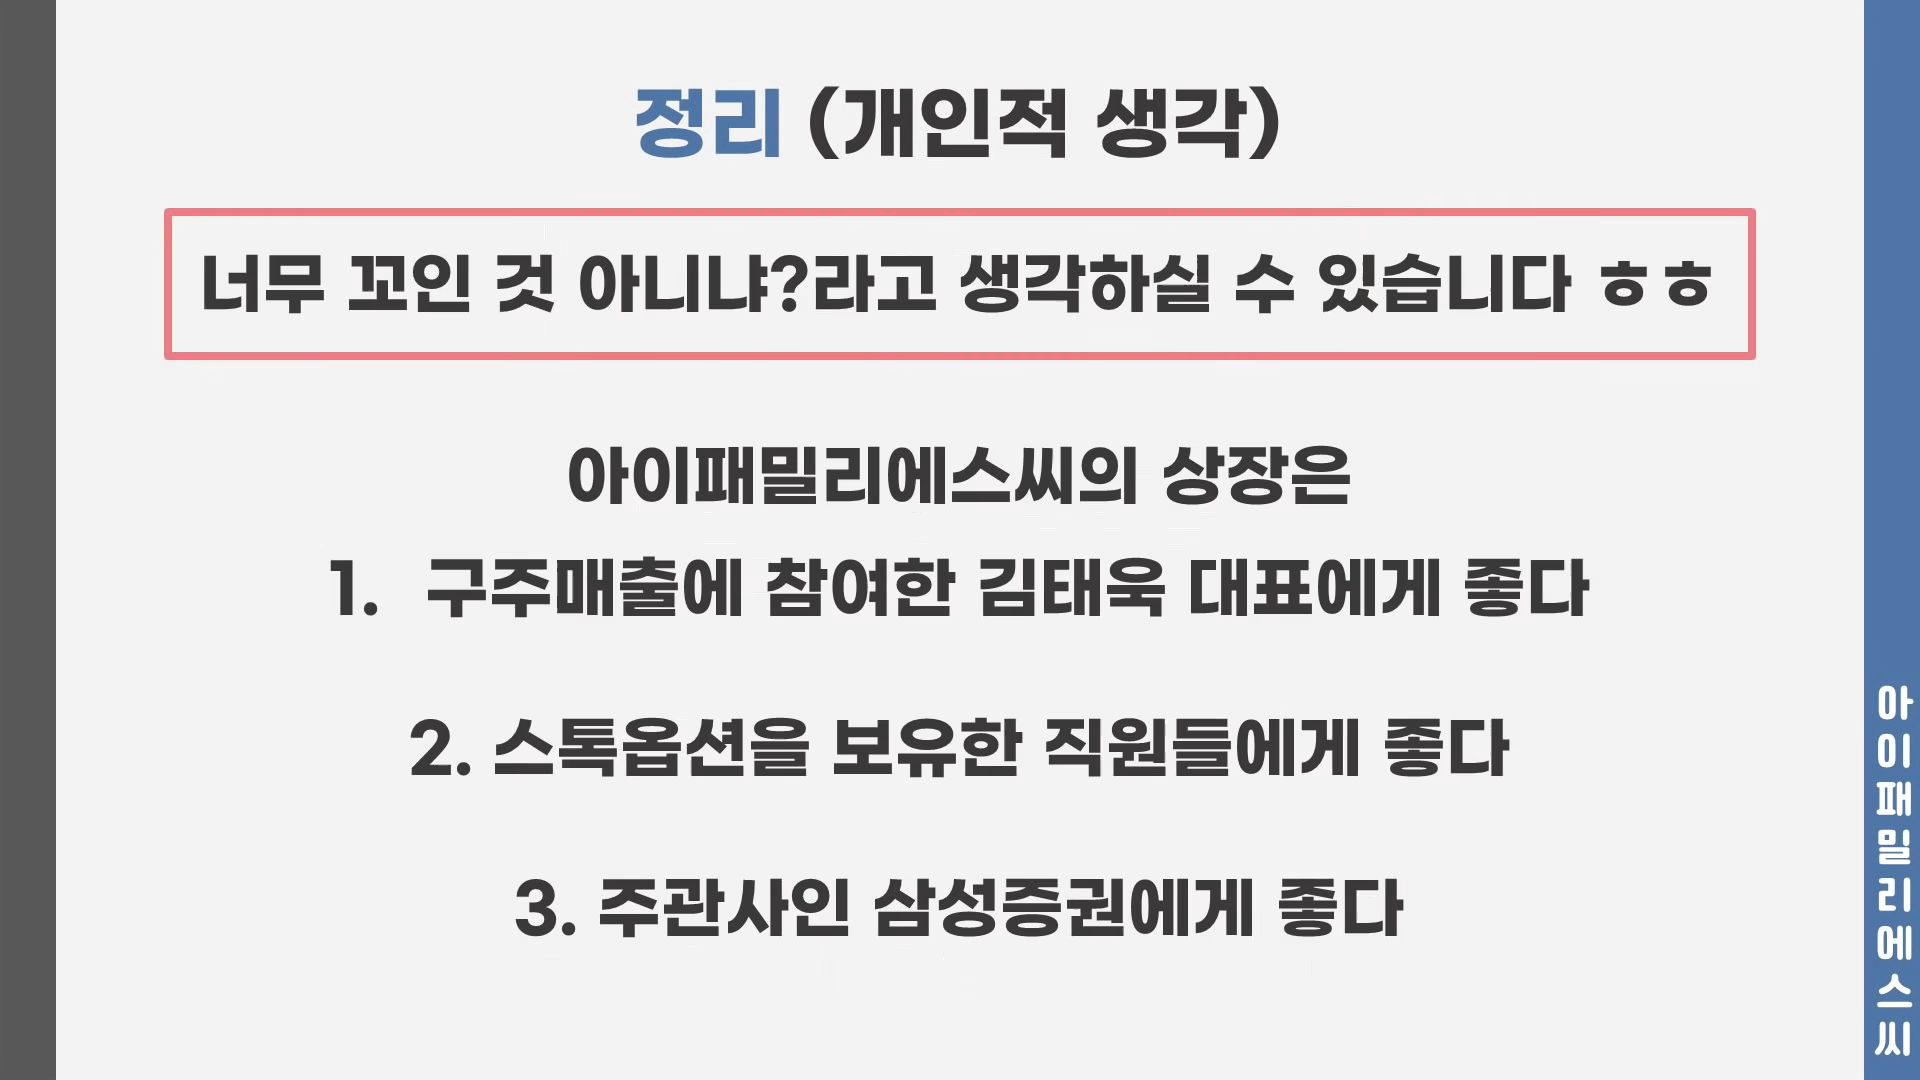 정리 (개인적 생각)
너무 꼬인 것 아니냐?라고 생각하실 수 있습니다 ㅎㅎ
아이패밀리에스씨의 상장은
1. 구주매출에 참여한 김태욱 대표에게 좋다
2. 스톡옵션을 보유한 직원들에게 좋다
3. 주관사인 삼성증권에게 좋다
아이패밀리에스씨